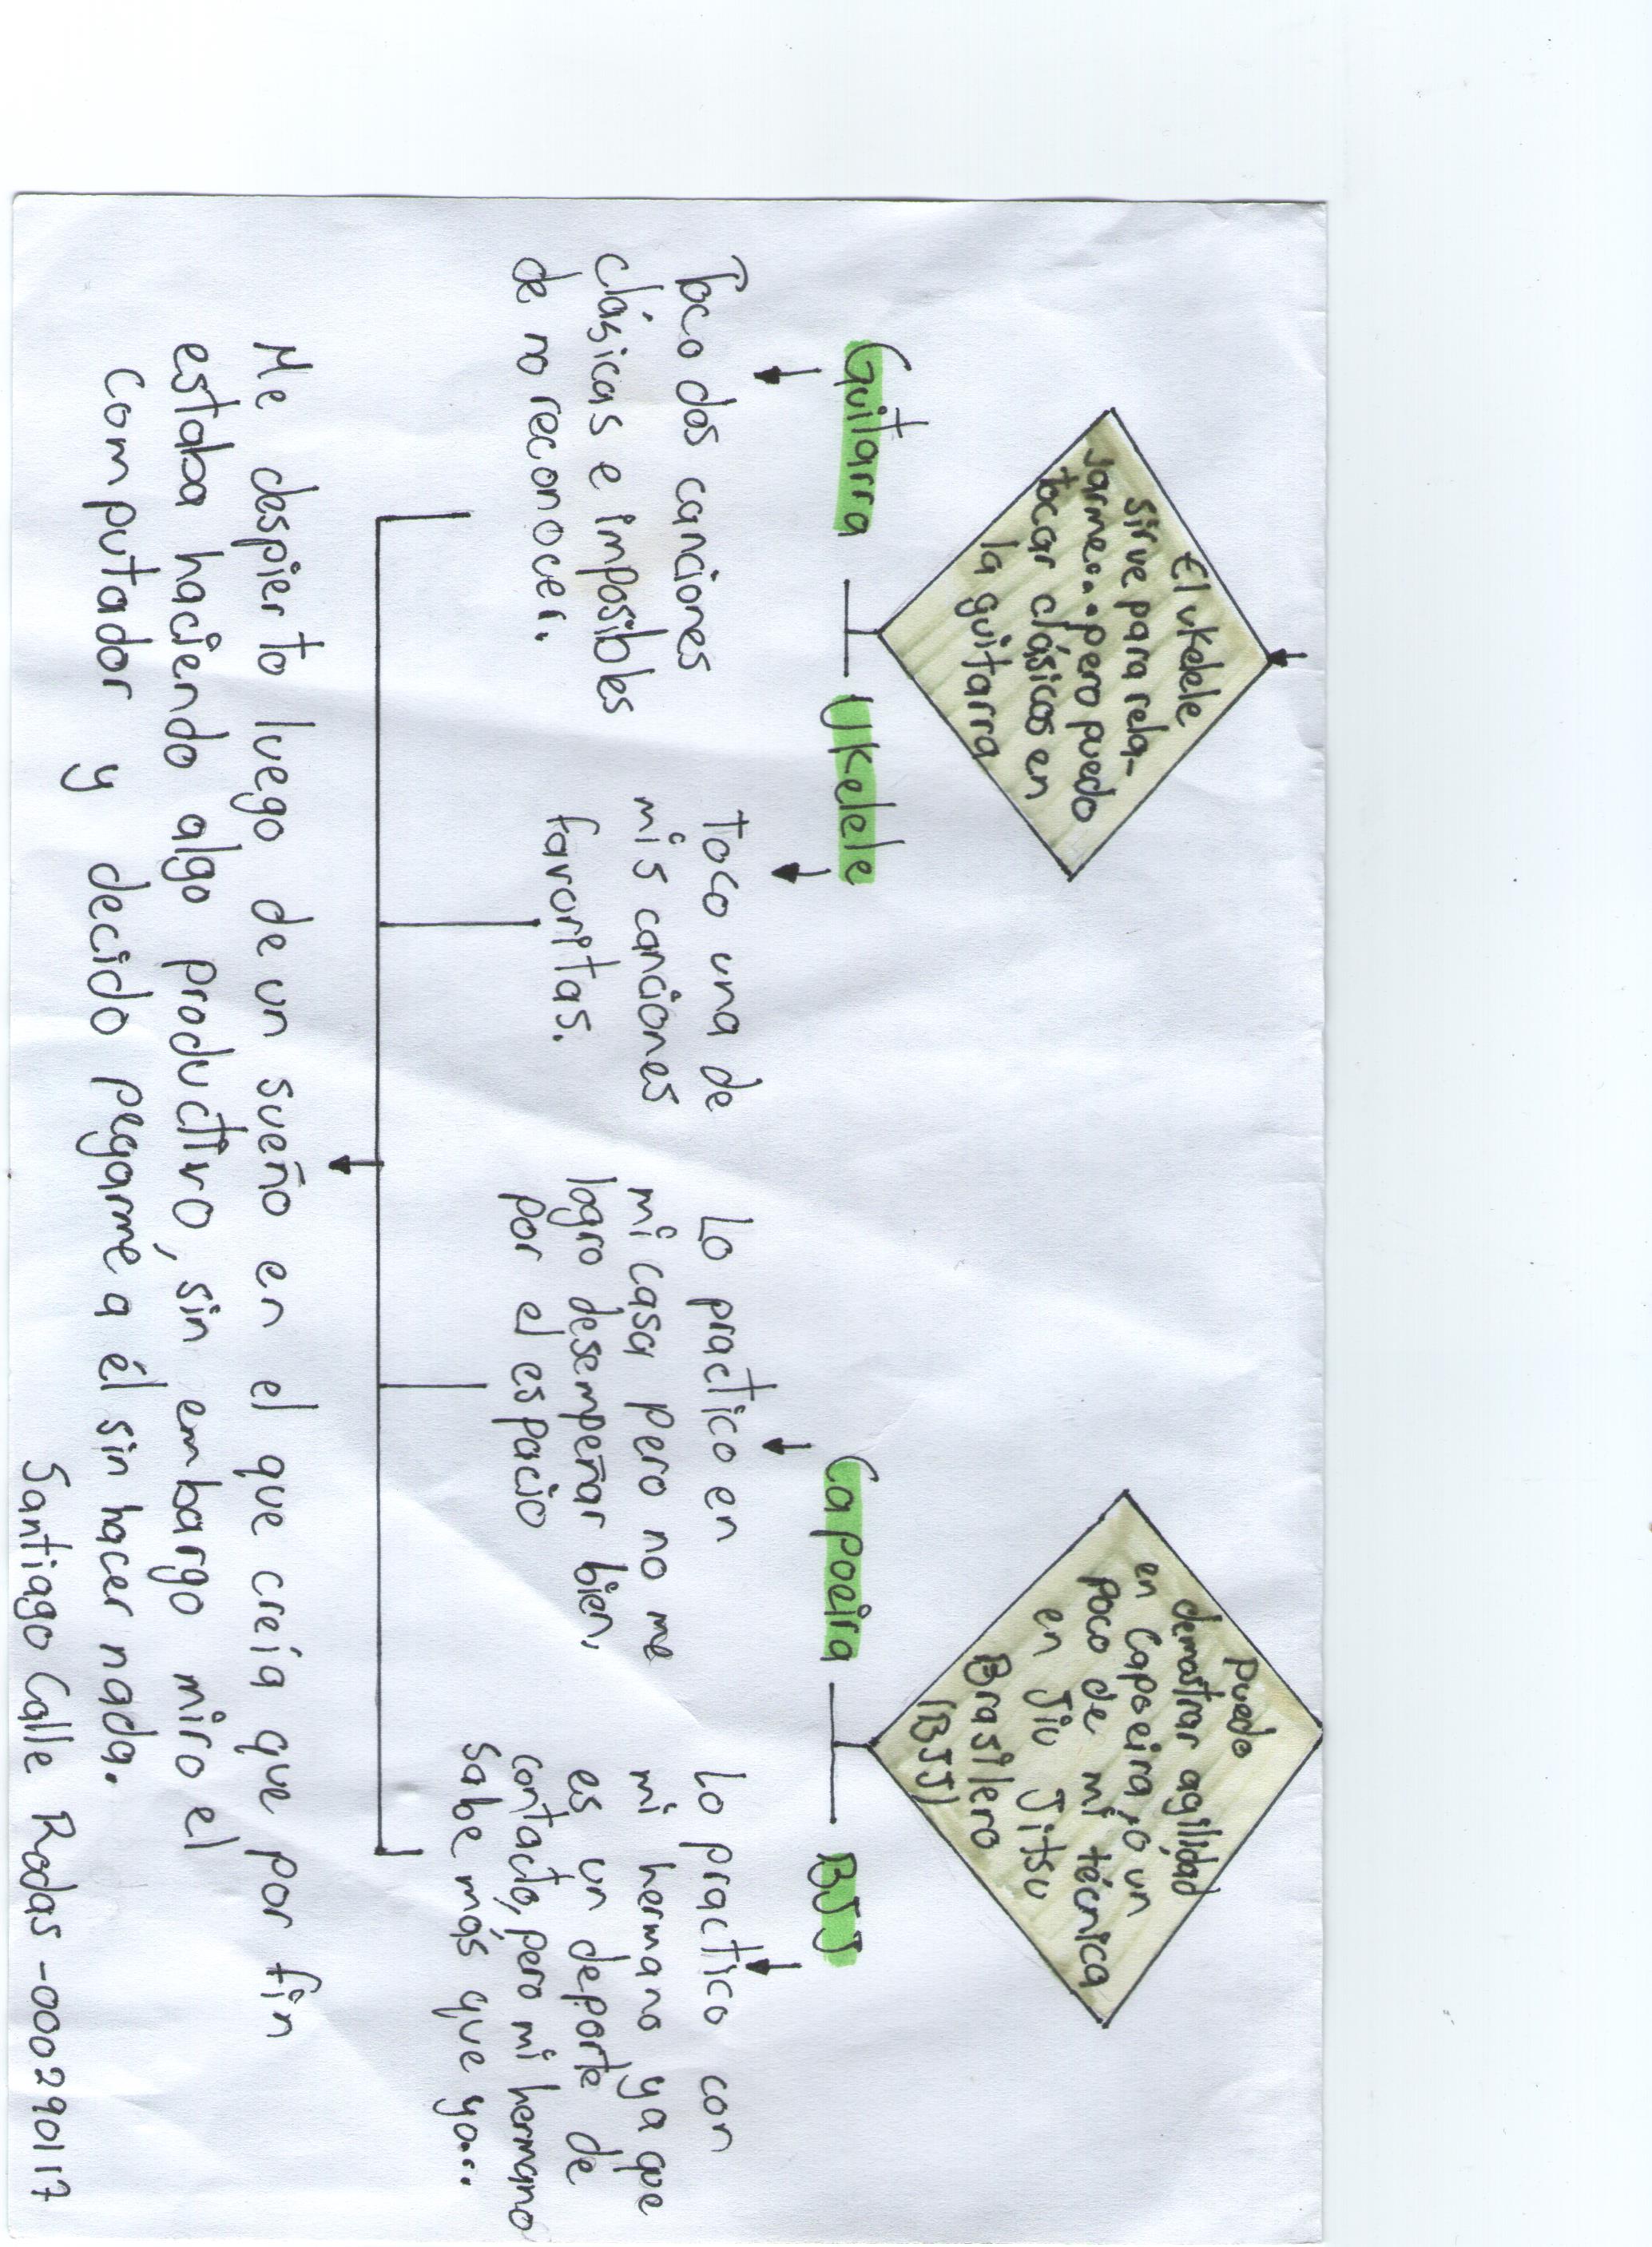 El ukelele
sirve para rela-
jarme... pero puedo
tocar clásicos en
la guitarra
Puedo
demostrar agilidad
en Capoeira, o un
poco de mi técnica
en Jiu Jitsu
Brasilero
(BJJ)
Guitarra
Ukelele
Capoeira
BJJ
Toco dos canciones
clásicas e imposibles
de no reconocer.
Toco una de
mis canciones
favoritas.
Lo practico en
mi casa pero no me
logro desempeñar bien,
por el espacio
Lo practico con
mi hermano ya que
es un deporte de
contacto, pero mi hermano
sabe más que yo...
Me despierto luego de un sueño en el que creía que por fin
estaba haciendo algo productivo, sin embargo miro el
computador y decido pegarme a él sin hacer nada.
Santiago Calle Rodas - 000290117